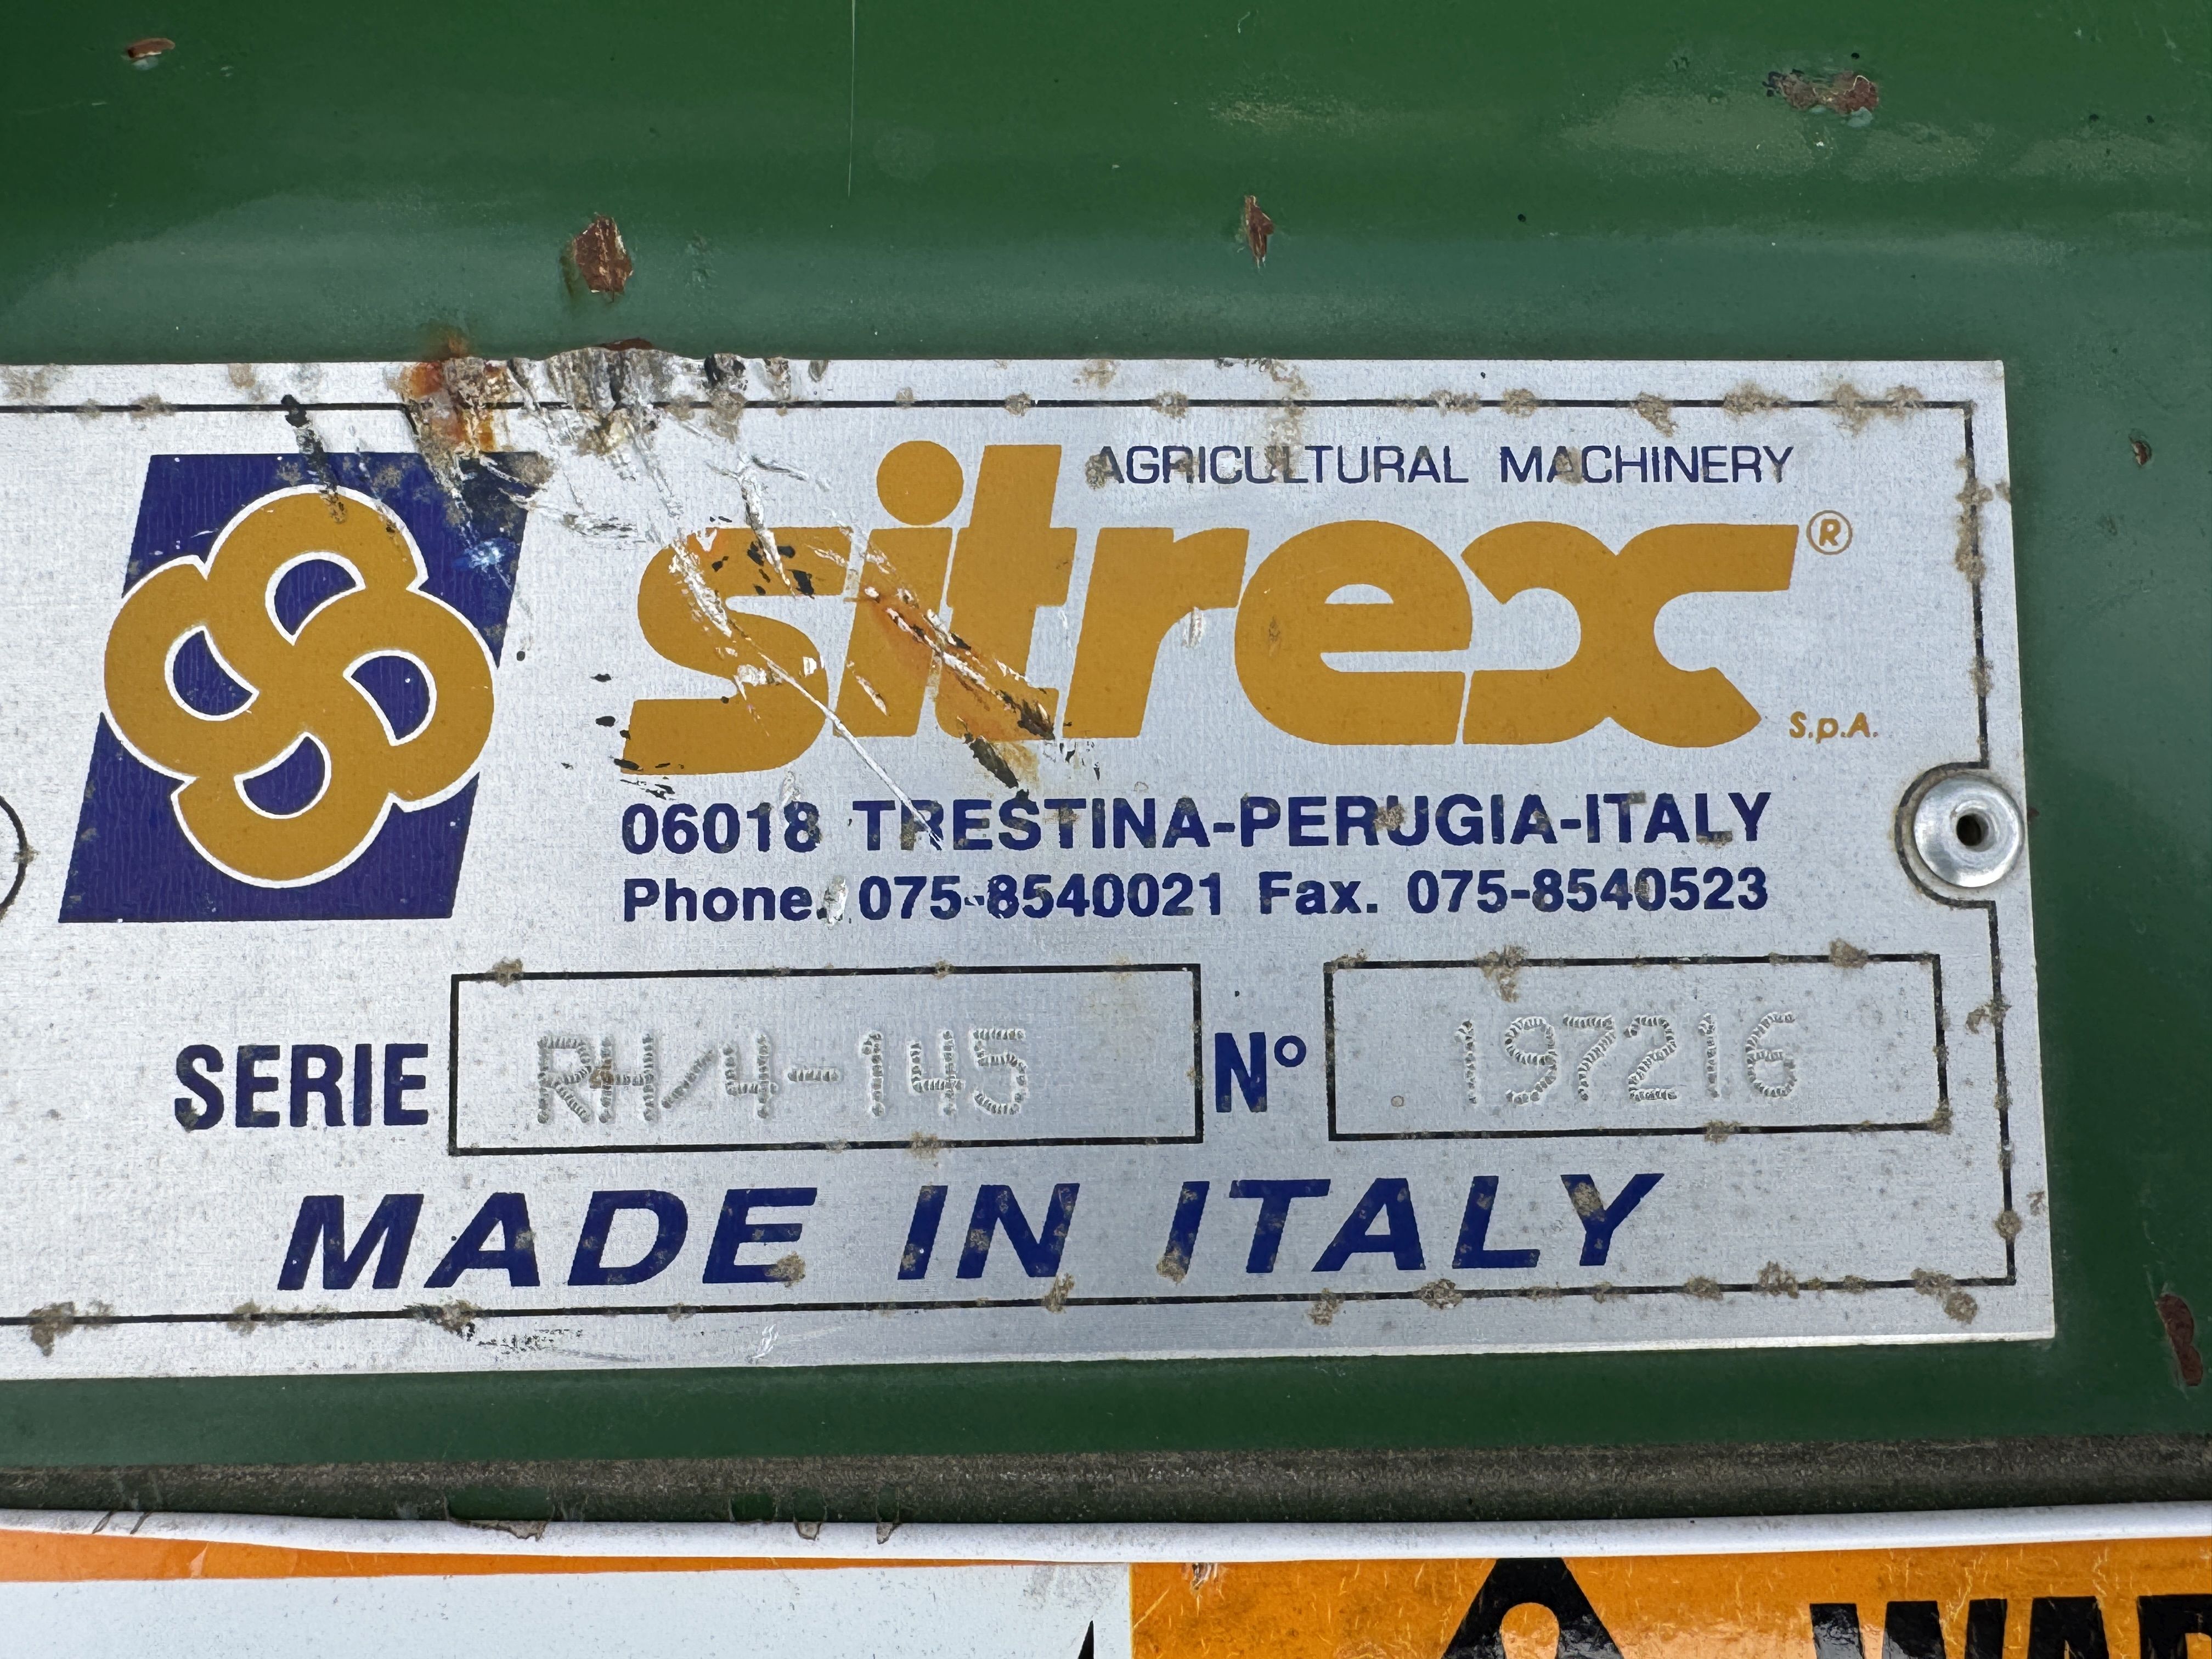 AGRICULTURAL MACHINERY
sitrex®
S.p.A.
06018 TRESTINA-PERUGIA-ITALY
Phone. 075-8540021 Fax. 075-8540523
SERIE RH/4-145 N° 197216
MADE IN ITALY